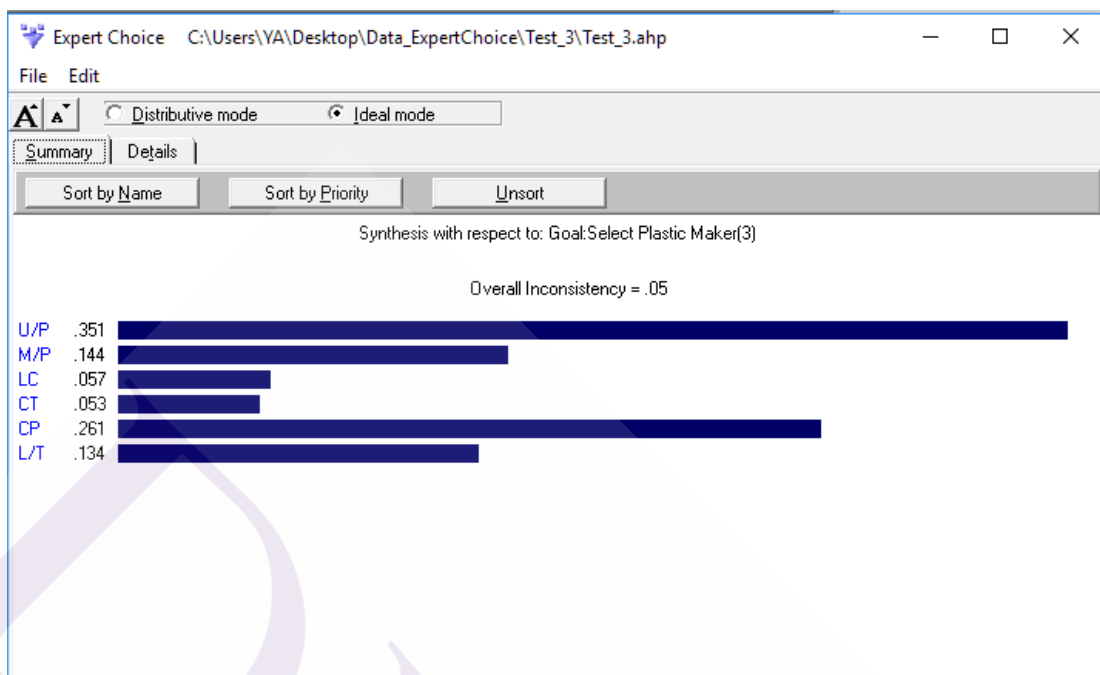 Expert Choice C:\Users\YA\Desktop\Data_ExpertChoice\Test_3\Test_3.ahp
File Edit
A A Distributive mode Ideal mode
Summary Details
Sort by Name Sort by Priority Unsort
Synthesis with respect to: Goal:Select Plastic Maker(3)
Overall Inconsistency = .05
U/P .351
M/P .144
LC .057
CT .053
CP .261
L/T .134